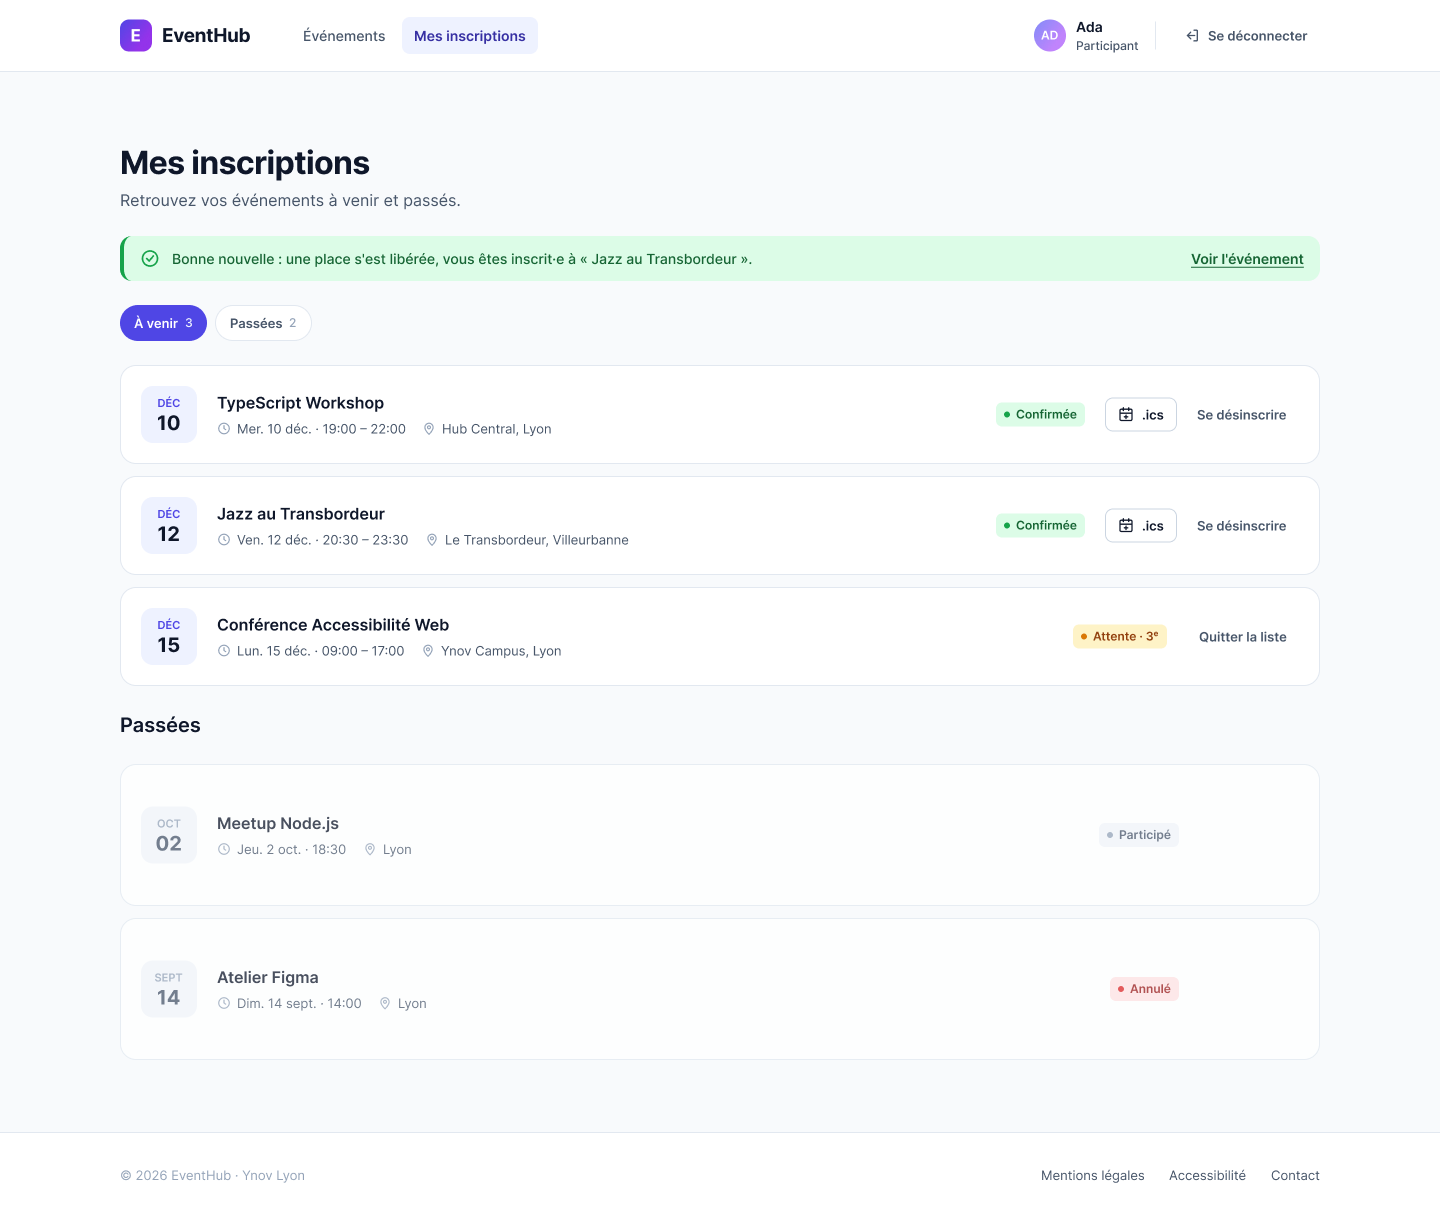 E EventHub Événements Mes inscriptions AD Ada Participant Se déconnecter
Mes inscriptions
Retrouvez vos événements à venir et passés.
Bonne nouvelle : une place s'est libérée, vous êtes inscrit·e à « Jazz au Transbordeur ». Voir l'événement
À venir 3 Passées 2
DÉC
10
TypeScript Workshop
Mer. 10 déc. · 19:00 – 22:00 Hub Central, Lyon
Confirmée .ics Se désinscrire
DÉC
12
Jazz au Transbordeur
Ven. 12 déc. · 20:30 – 23:30 Le Transbordeur, Villeurbanne
Confirmée .ics Se désinscrire
DÉC
15
Conférence Accessibilité Web
Lun. 15 déc. · 09:00 – 17:00 Ynov Campus, Lyon
Attente · 3ᵉ Quitter la liste
Passées
OCT
02
Meetup Node.js
Jeu. 2 oct. · 18:30 Lyon
Participé
SEPT
14
Atelier Figma
Dim. 14 sept. · 14:00 Lyon
Annulé
© 2026 EventHub · Ynov Lyon Mentions légales Accessibilité Contact